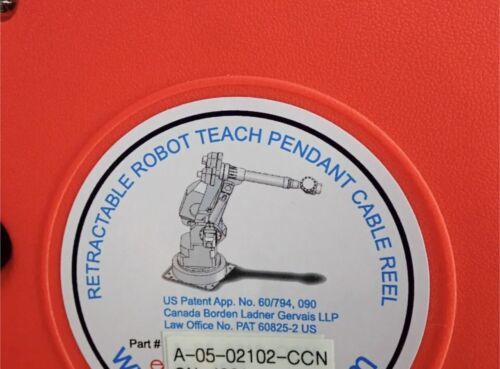 RETRACTABLE ROBOT TEACH PENDANT CABLE REEL
US Patent App. No. 60/794, 090
Canada Borden Ladner Gervais LLP
Law Office No. PAT 60825-2 US
Part #
A-05-02102-CCN